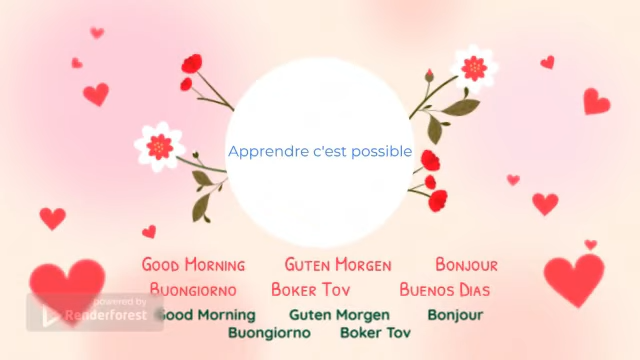 Apprendre c'est possible
Good Morning Guten Morgen Bonjour
Buongiorno Boker Tov Buenos Dias
powered by
Renderforest
Good Morning Guten Morgen Bonjour
Buongiorno Boker Tov